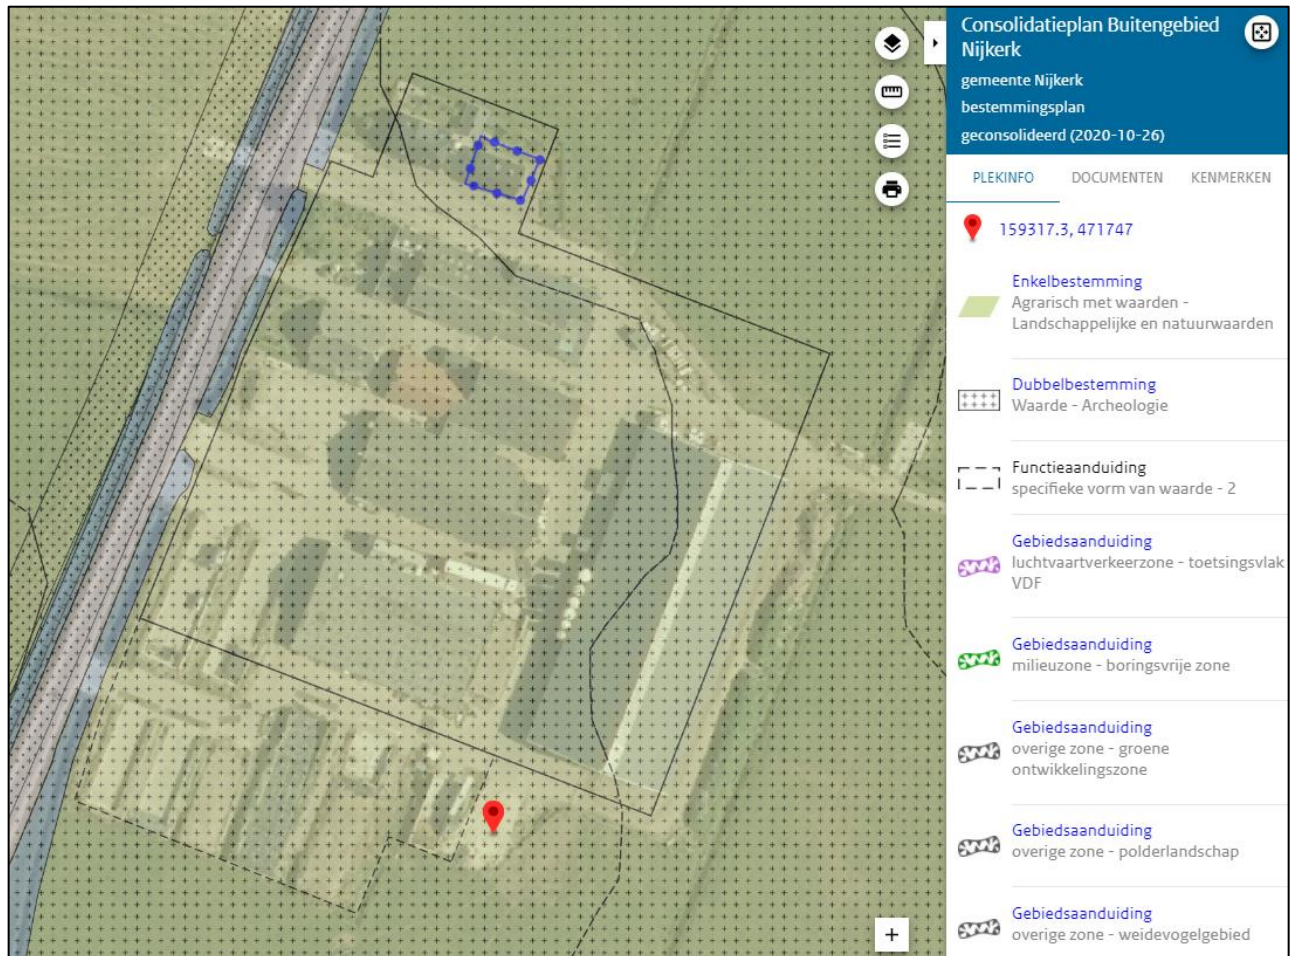 Consolidatieplan Buitengebied
Nijkerk
gemeente Nijkerk
bestemmingsplan
geconsolideerd (2020-10-26)
PLEKINFO DOCUMENTEN KENMERKEN
159317.3, 471747
Enkelbestemming
Agrarisch met waarden -
Landschappelijke en natuurwaarden
Dubbelbestemming
Waarde - Archeologie
Functieaanduiding
specifieke vorm van waarde - 2
Gebiedsaanduiding
luchtvaartverkeerzone - toetsingsvlak
VDF
Gebiedsaanduiding
milieuzone - boringsvrije zone
Gebiedsaanduiding
overige zone - groene
ontwikkelingszone
Gebiedsaanduiding
overige zone - polderlandschap
Gebiedsaanduiding
overige zone - weidevogelgebied